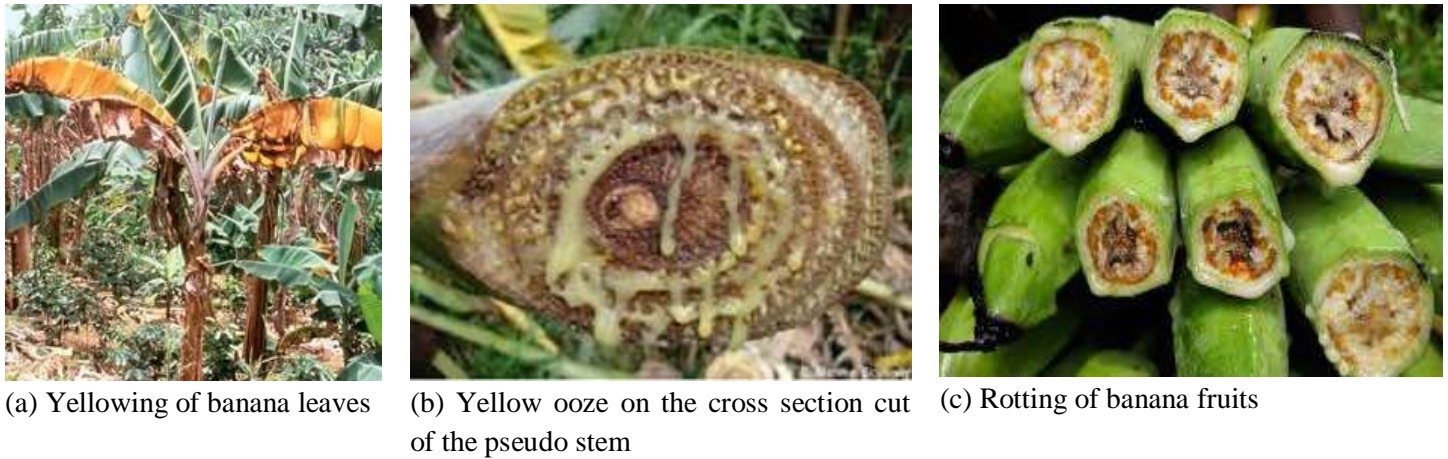 (a) Yellowing of banana leaves
(b) Yellow ooze on the cross section cut
of the pseudo stem
(c) Rotting of banana fruits